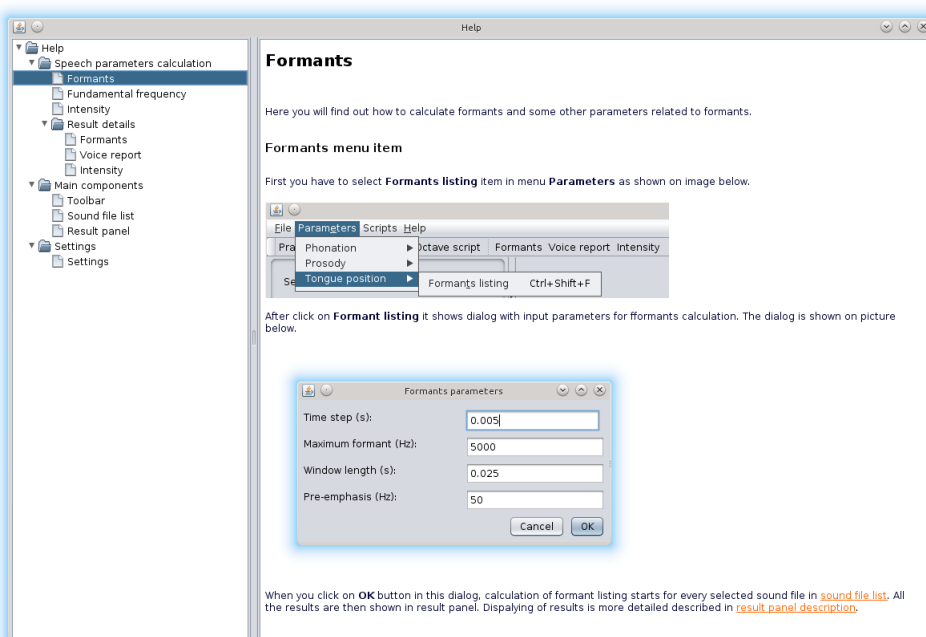 Help
Help
Speech parameters calculation
Formants
Fundamental frequency
Intensity
Result details
Formants
Voice report
Intensity
Main components
Toolbar
Sound file list
Result panel
Settings
Settings
Formants
Here you will find out how to calculate formants and some other parameters related to formants.
Formants menu item
First you have to select Formants listing item in menu Parameters as shown on image below.
File Parameters Scripts Help
Pra Octave script Formants Voice report Intensity
Phonation
Prosody
Se Tongue position
Formants listing Ctrl+Shift+F
After click on Formant listing it shows dialog with input parameters for fformants calculation. The dialog is shown on picture
below.
Formants parameters
Time step (s): 0.005
Maximum formant (Hz): 5000
Window length (s): 0.025
Pre-emphasis (Hz): 50
Cancel OK
When you click on OK button in this dialog, calculation of formant listing starts for every selected sound file in sound file list. All
the results are then shown in result panel. Dispalying of results is more detailed described in result panel description.